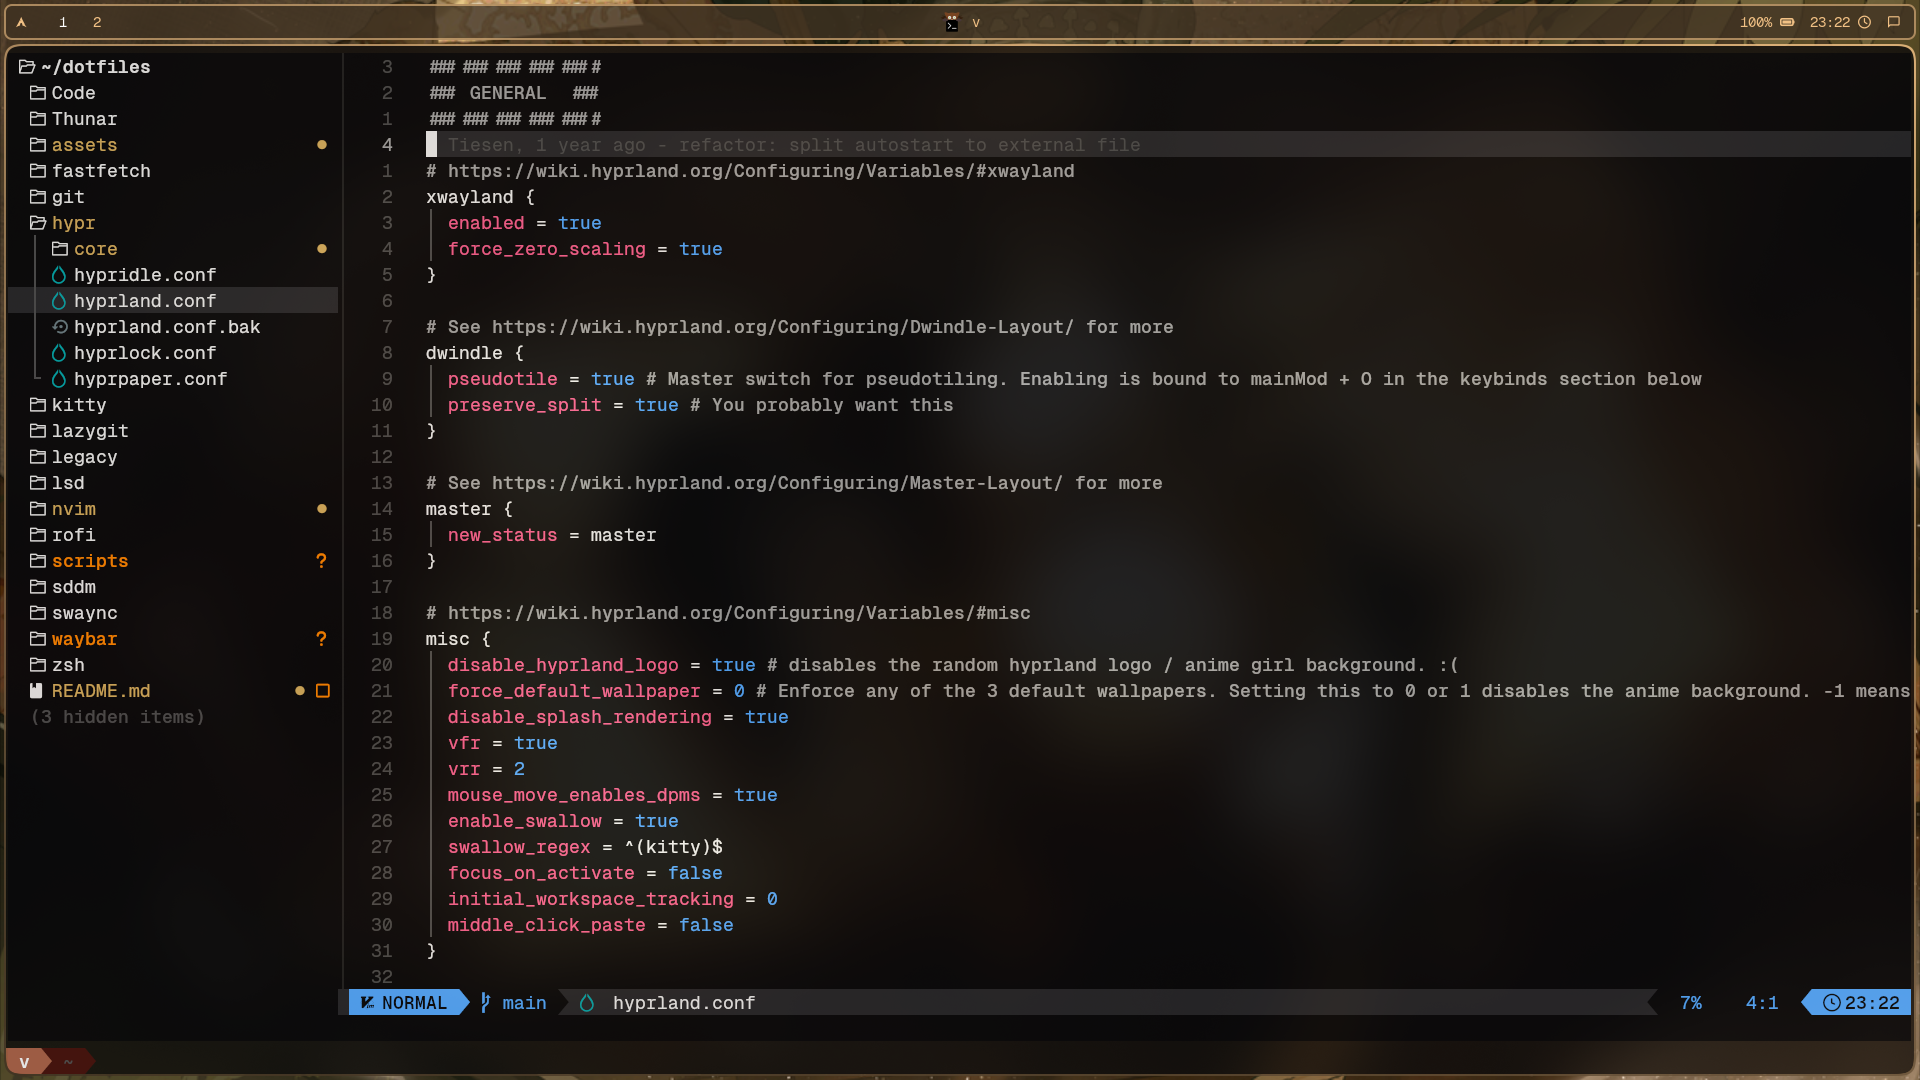 1 2 v 100% 23:22
~/dotfiles
Code
Thunar
assets
fastfetch
git
hypr
core
hypridle.conf
hyprland.conf
hyprland.conf.bak
hyprlock.conf
hyprpaper.conf
kitty
lazygit
legacy
lsd
nvim
rofi
scripts ?
sddm
swaync
waybar ?
zsh
README.md
(3 hidden items)
3 ### ### ### ### ####
2 ### GENERAL ###
1 ### ### ### ### ####
4 Tiesen, 1 year ago - refactor: split autostart to external file
1 # https://wiki.hyprland.org/Configuring/Variables/#xwayland
2 xwayland {
3 enabled = true
4 force_zero_scaling = true
5 }
6
7 # See https://wiki.hyprland.org/Configuring/Dwindle-Layout/ for more
8 dwindle {
9 pseudotile = true # Master switch for pseudotiling. Enabling is bound to mainMod + O in the keybinds section below
10 preserve_split = true # You probably want this
11 }
12
13 # See https://wiki.hyprland.org/Configuring/Master-Layout/ for more
14 master {
15 new_status = master
16 }
17
18 # https://wiki.hyprland.org/Configuring/Variables/#misc
19 misc {
20 disable_hyprland_logo = true # disables the random hyprland logo / anime girl background. :(
21 force_default_wallpaper = 0 # Enforce any of the 3 default wallpapers. Setting this to 0 or 1 disables the anime background. -1 means
22 disable_splash_rendering = true
23 vfr = true
24 vrr = 2
25 mouse_move_enables_dpms = true
26 enable_swallow = true
27 swallow_regex = ^(kitty)$
28 focus_on_activate = false
29 initial_workspace_tracking = 0
30 middle_click_paste = false
31 }
32
NORMAL main hyprland.conf 7% 4:1 23:22
v ~